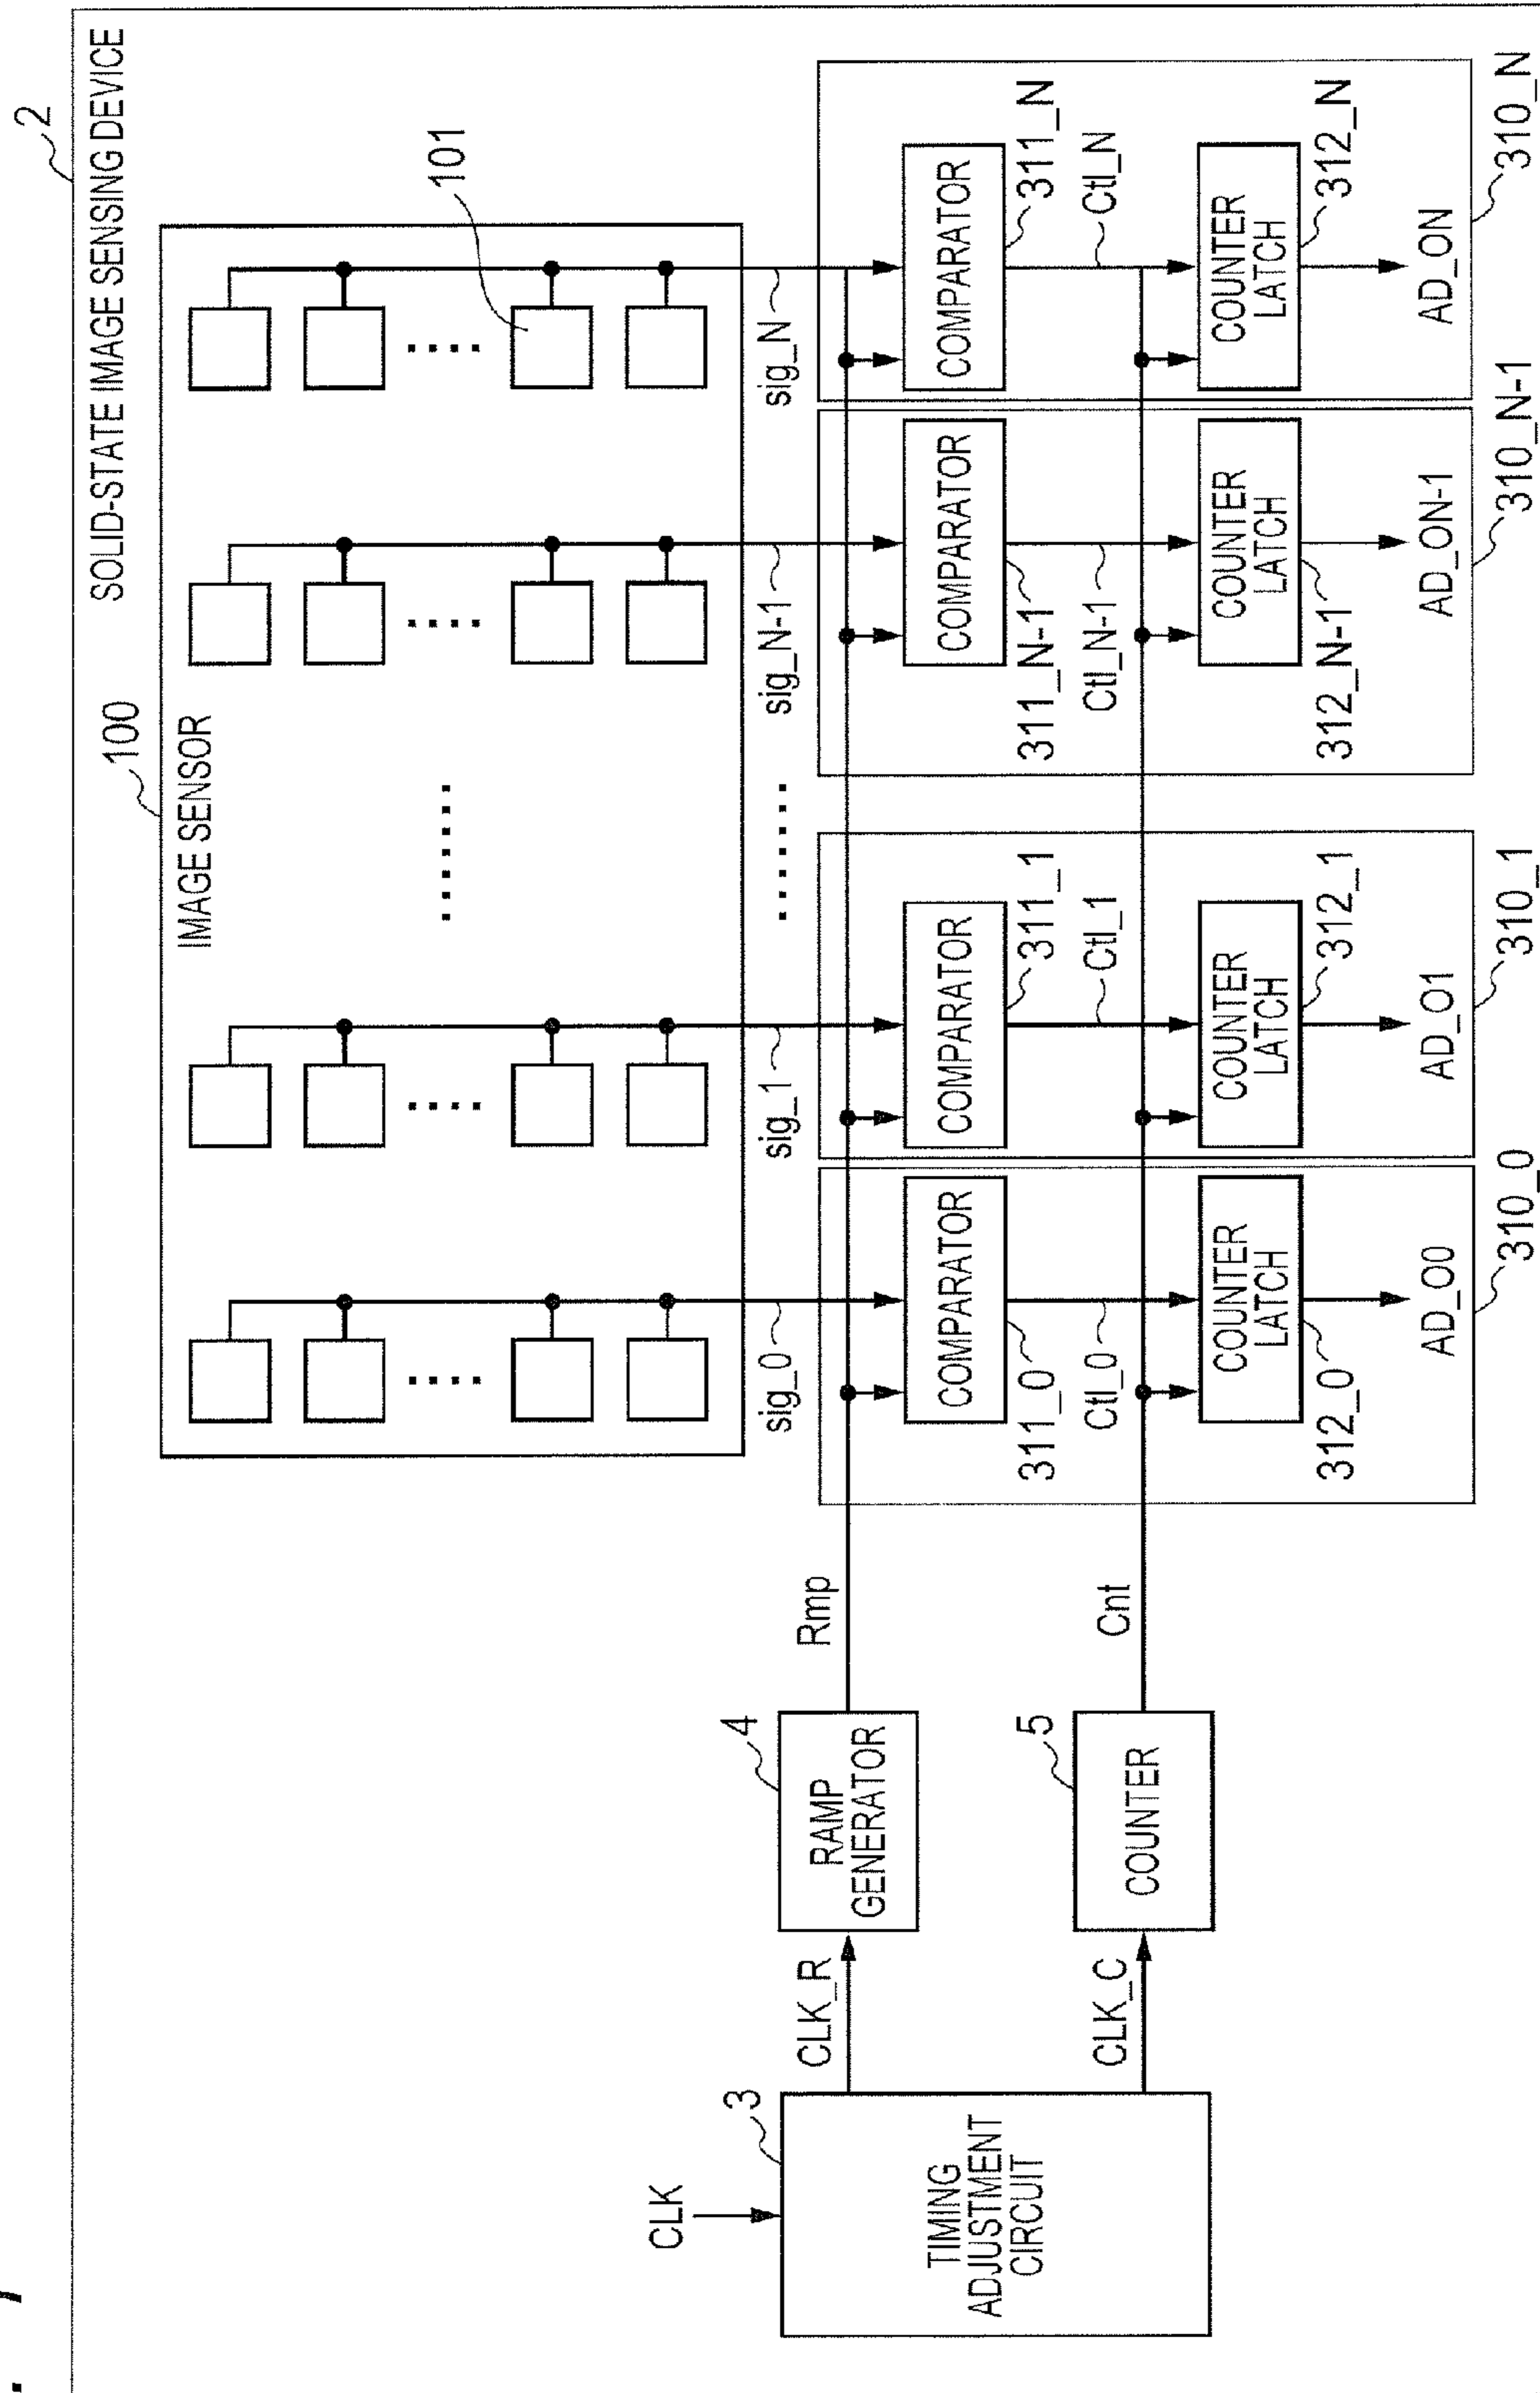 2
SOLID-STATE IMAGE SENSING DEVICE
100
IMAGE SENSOR
101
sig_0
sig_1
sig_N-1
sig_N
CLK
3
TIMING
ADJUSTMENT
CIRCUIT
CLK_R
4
RAMP
GENERATOR
Rmp
CLK_C
5
COUNTER
Cnt
COMPARATOR
311_0
Ctl_0
COUNTER
LATCH
312_0
AD_O0
310_0
COMPARATOR
311_1
Ctl_1
COUNTER
LATCH
312_1
AD_O1
310_1
COMPARATOR
311_N-1
Ctl_N-1
COUNTER
LATCH
312_N-1
AD_ON-1
310_N-1
COMPARATOR
311_N
Ctl_N
COUNTER
LATCH
312_N
AD_ON
310_N